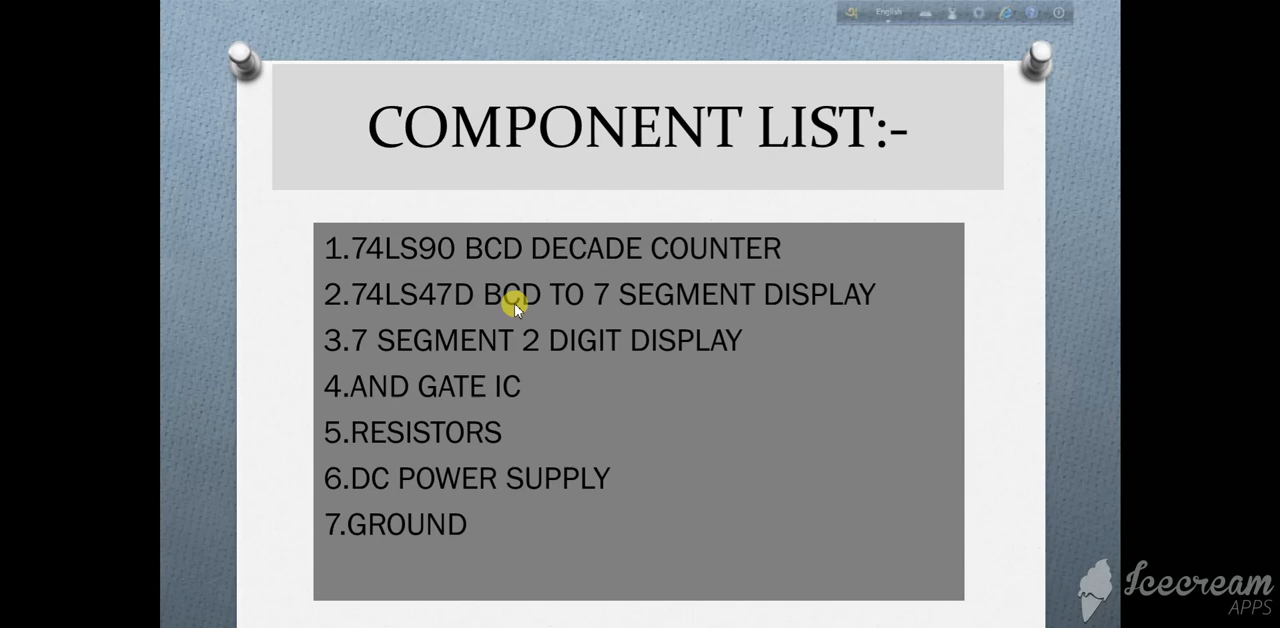 English
COMPONENT LIST:-
1.74LS90 BCD DECADE COUNTER
2.74LS47D BCD TO 7 SEGMENT DISPLAY
3.7 SEGMENT 2 DIGIT DISPLAY
4.AND GATE IC
5.RESISTORS
6.DC POWER SUPPLY
7.GROUND
Icecream
APPS